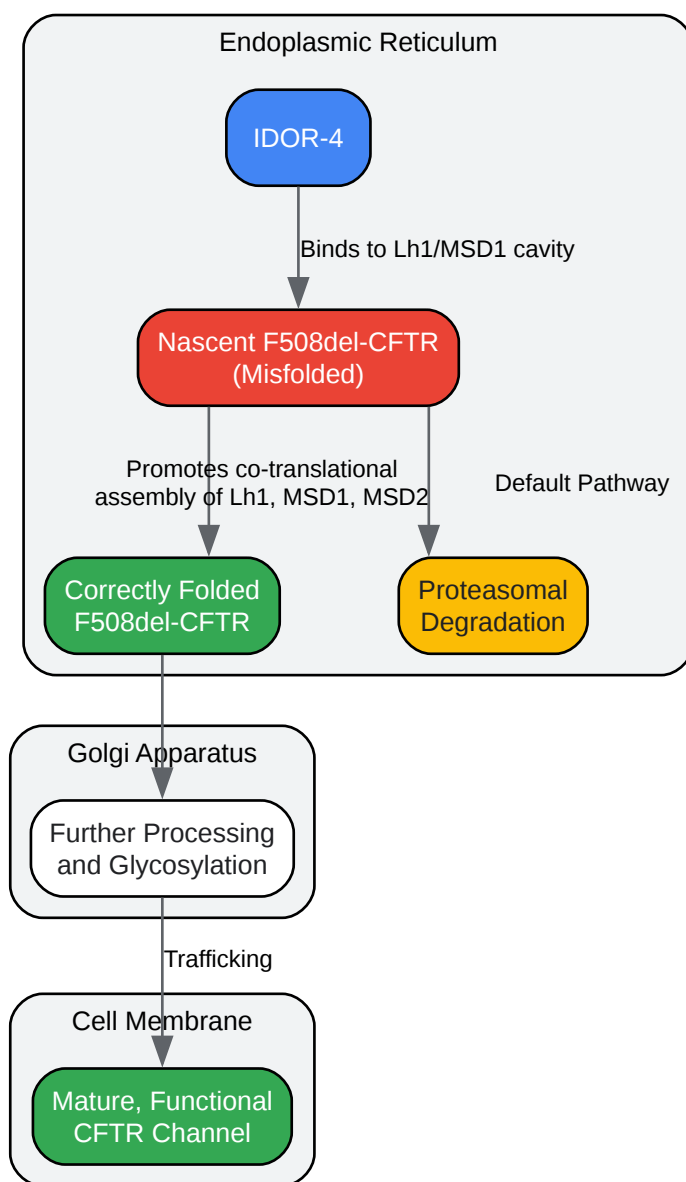 Endoplasmic Reticulum
IDOR-4
Binds to Lh1/MSD1 cavity
Nascent F508del-CFTR
(Misfolded)
Promotes co-translational
assembly of Lh1, MSD1, MSD2
Default Pathway
Correctly Folded
F508del-CFTR
Proteasomal
Degradation
Golgi Apparatus
Further Processing
and Glycosylation
Trafficking
Cell Membrane
Mature, Functional
CFTR Channel